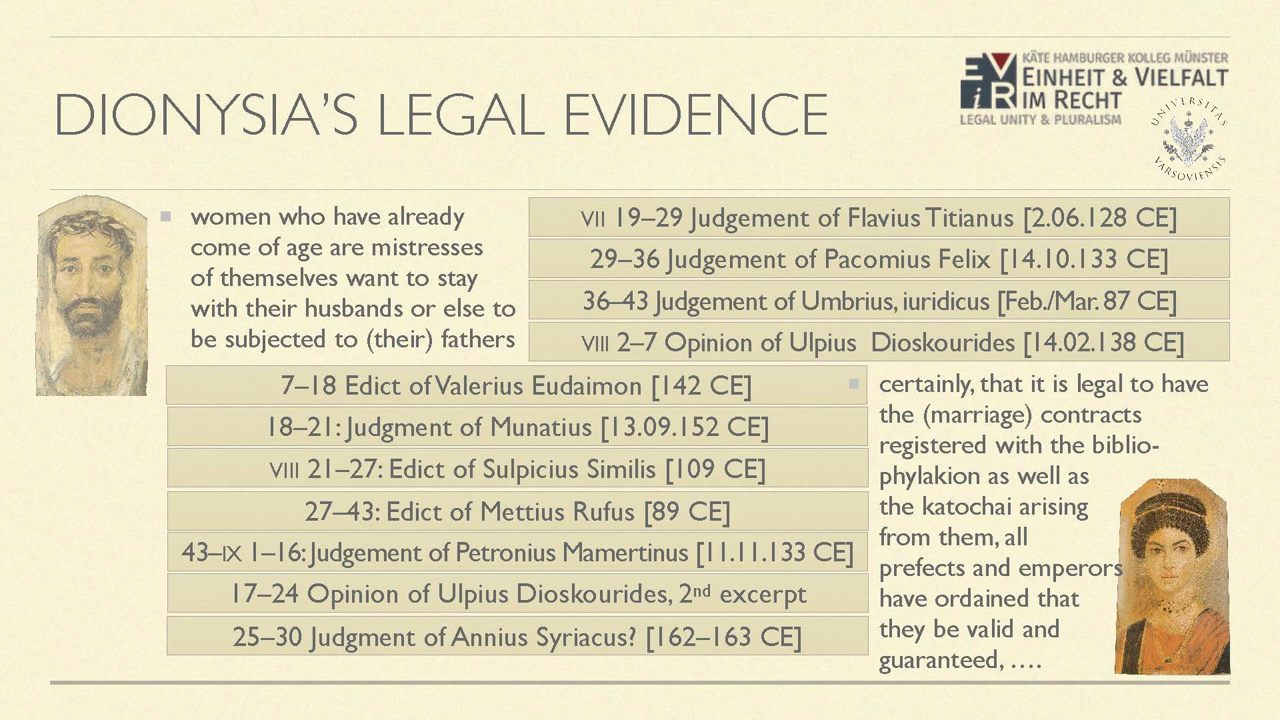 DIONYSIA'S LEGAL EVIDENCE
KÄTE HAMBURGER KOLLEG MÜNSTER
EViR
EINHEIT & VIELFALT
IM RECHT
LEGAL UNITY & PLURALISM
UNIVERSITAS
VARSOVIENSIS
women who have already
come of age are mistresses
of themselves want to stay
with their husbands or else to
be subjected to (their) fathers
VII 19–29 Judgement of Flavius Titianus [2.06.128 CE]
29–36 Judgement of Pacomius Felix [14.10.133 CE]
36–43 Judgement of Umbrius, iuridicus [Feb./Mar. 87 CE]
VIII 2–7 Opinion of Ulpius Dioskourides [14.02.138 CE]
7–18 Edict of Valerius Eudaimon [142 CE]
18–21: Judgment of Munatius [13.09.152 CE]
VIII 21–27: Edict of Sulpicius Similis [109 CE]
27–43: Edict of Mettius Rufus [89 CE]
43–IX 1–16: Judgement of Petronius Mamertinus [11.11.133 CE]
17–24 Opinion of Ulpius Dioskourides, 2nd excerpt
25–30 Judgment of Annius Syriacus? [162–163 CE]
certainly, that it is legal to have
the (marriage) contracts
registered with the biblio-
phylakion as well as
the katochai arising
from them, all
prefects and emperors
have ordained that
they be valid and
guaranteed, ….